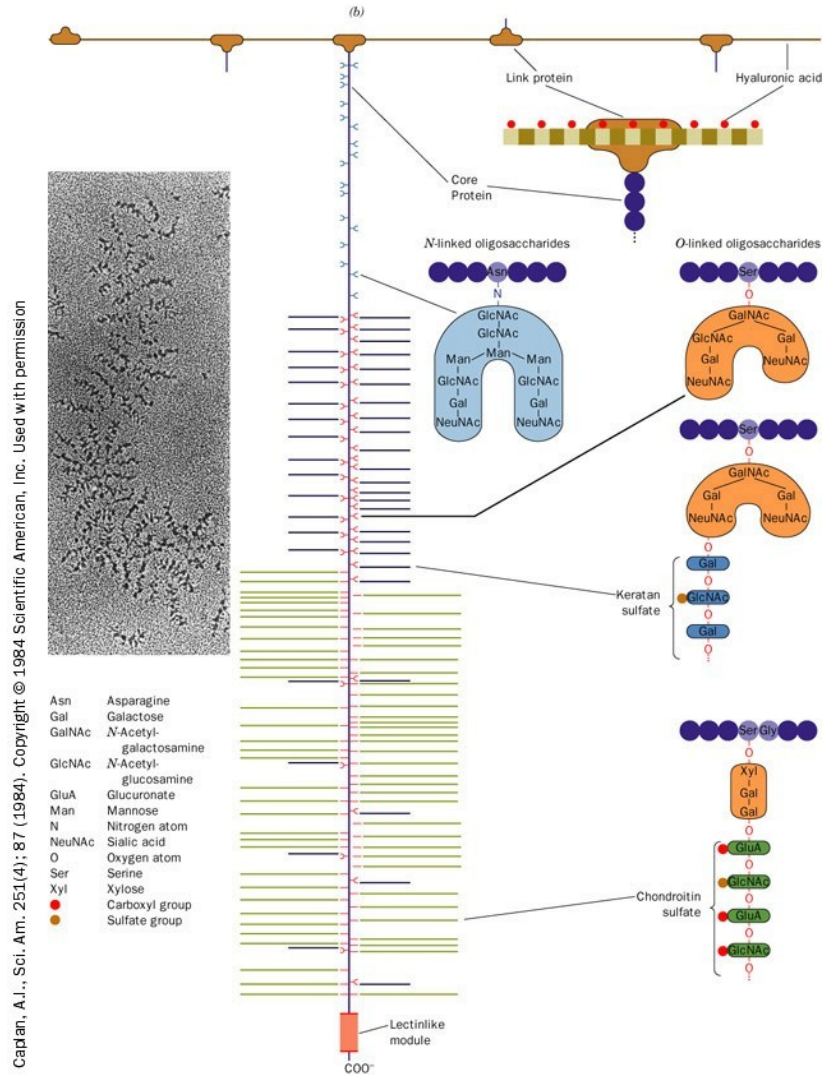 (b)
Link protein
Hyaluronic acid
Core
Protein
N-linked oligosaccharides
O-linked oligosaccharides
Asn
N
GlcNAc
GlcNAc
Man
Man
Man
GlcNAc
GlcNAc
Gal
Gal
NeuNAc
NeuNAc
Ser
O
GalNAc
GlcNAc
Gal
Gal
NeuNAc
NeuNAc
Ser
O
GalNAc
Gal
Gal
NeuNAc
NeuNAc
O
Gal
O
GlcNAc
O
Gal
O
Keratan
sulfate
Ser Gly
O
Xyl
Gal
Gal
O
GluA
O
GlcNAc
O
GluA
O
GlcNAc
O
Chondroitin
sulfate
Asn Asparagine
Gal Galactose
GalNAc N-Acetyl-
galactosamine
GlcNAc N-Acetyl-
glucosamine
GluA Glucuronate
Man Mannose
N Nitrogen atom
NeuNAc Sialic acid
O Oxygen atom
Ser Serine
Xyl Xylose
Carboxyl group
Sulfate group
Lectinlike
module
COO⁻
Caplan, A.I., Sci. Am. 251(4); 87 (1984). Copyright © 1984 Scientific American, Inc. Used with permission